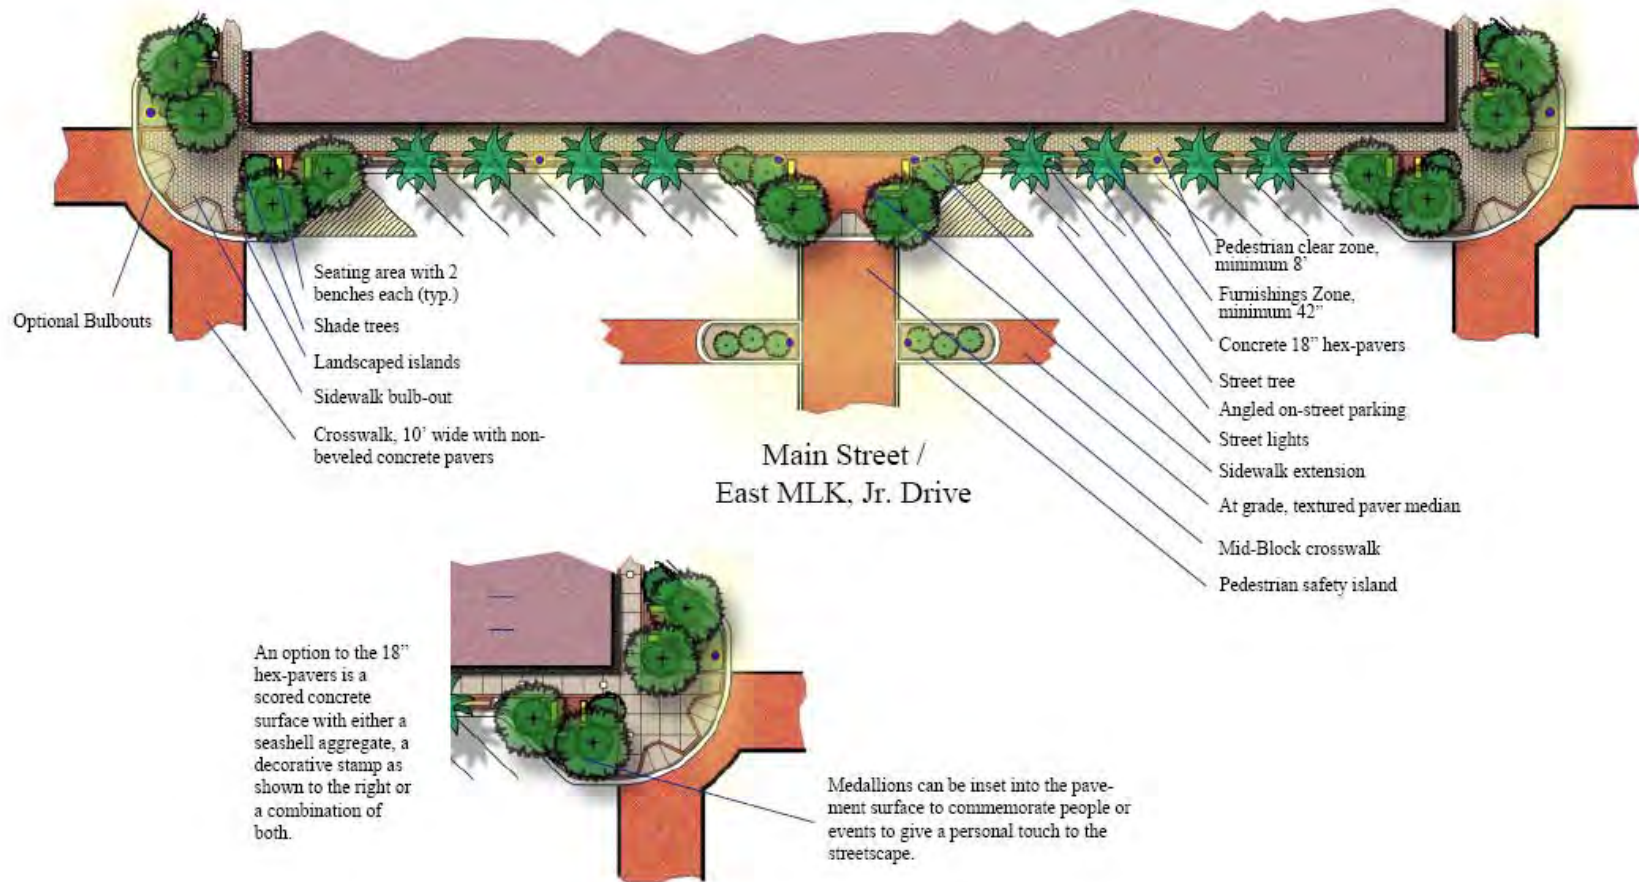 Optional Bulbouts
Seating area with 2
benches each (typ.)
Shade trees
Landscaped islands
Sidewalk bulb-out
Crosswalk, 10’ wide with non-
beveled concrete pavers
Main Street /
East MLK, Jr. Drive
Pedestrian clear zone,
minimum 8’
Furnishings Zone,
minimum 42”
Concrete 18” hex-pavers
Street tree
Angled on-street parking
Street lights
Sidewalk extension
At grade, textured paver median
Mid-Block crosswalk
Pedestrian safety island
An option to the 18”
hex-pavers is a
scored concrete
surface with either a
seashell aggregate, a
decorative stamp as
shown to the right or
a combination of
both.
Medallions can be inset into the pave-
ment surface to commemorate people or
events to give a personal touch to the
streetscape.